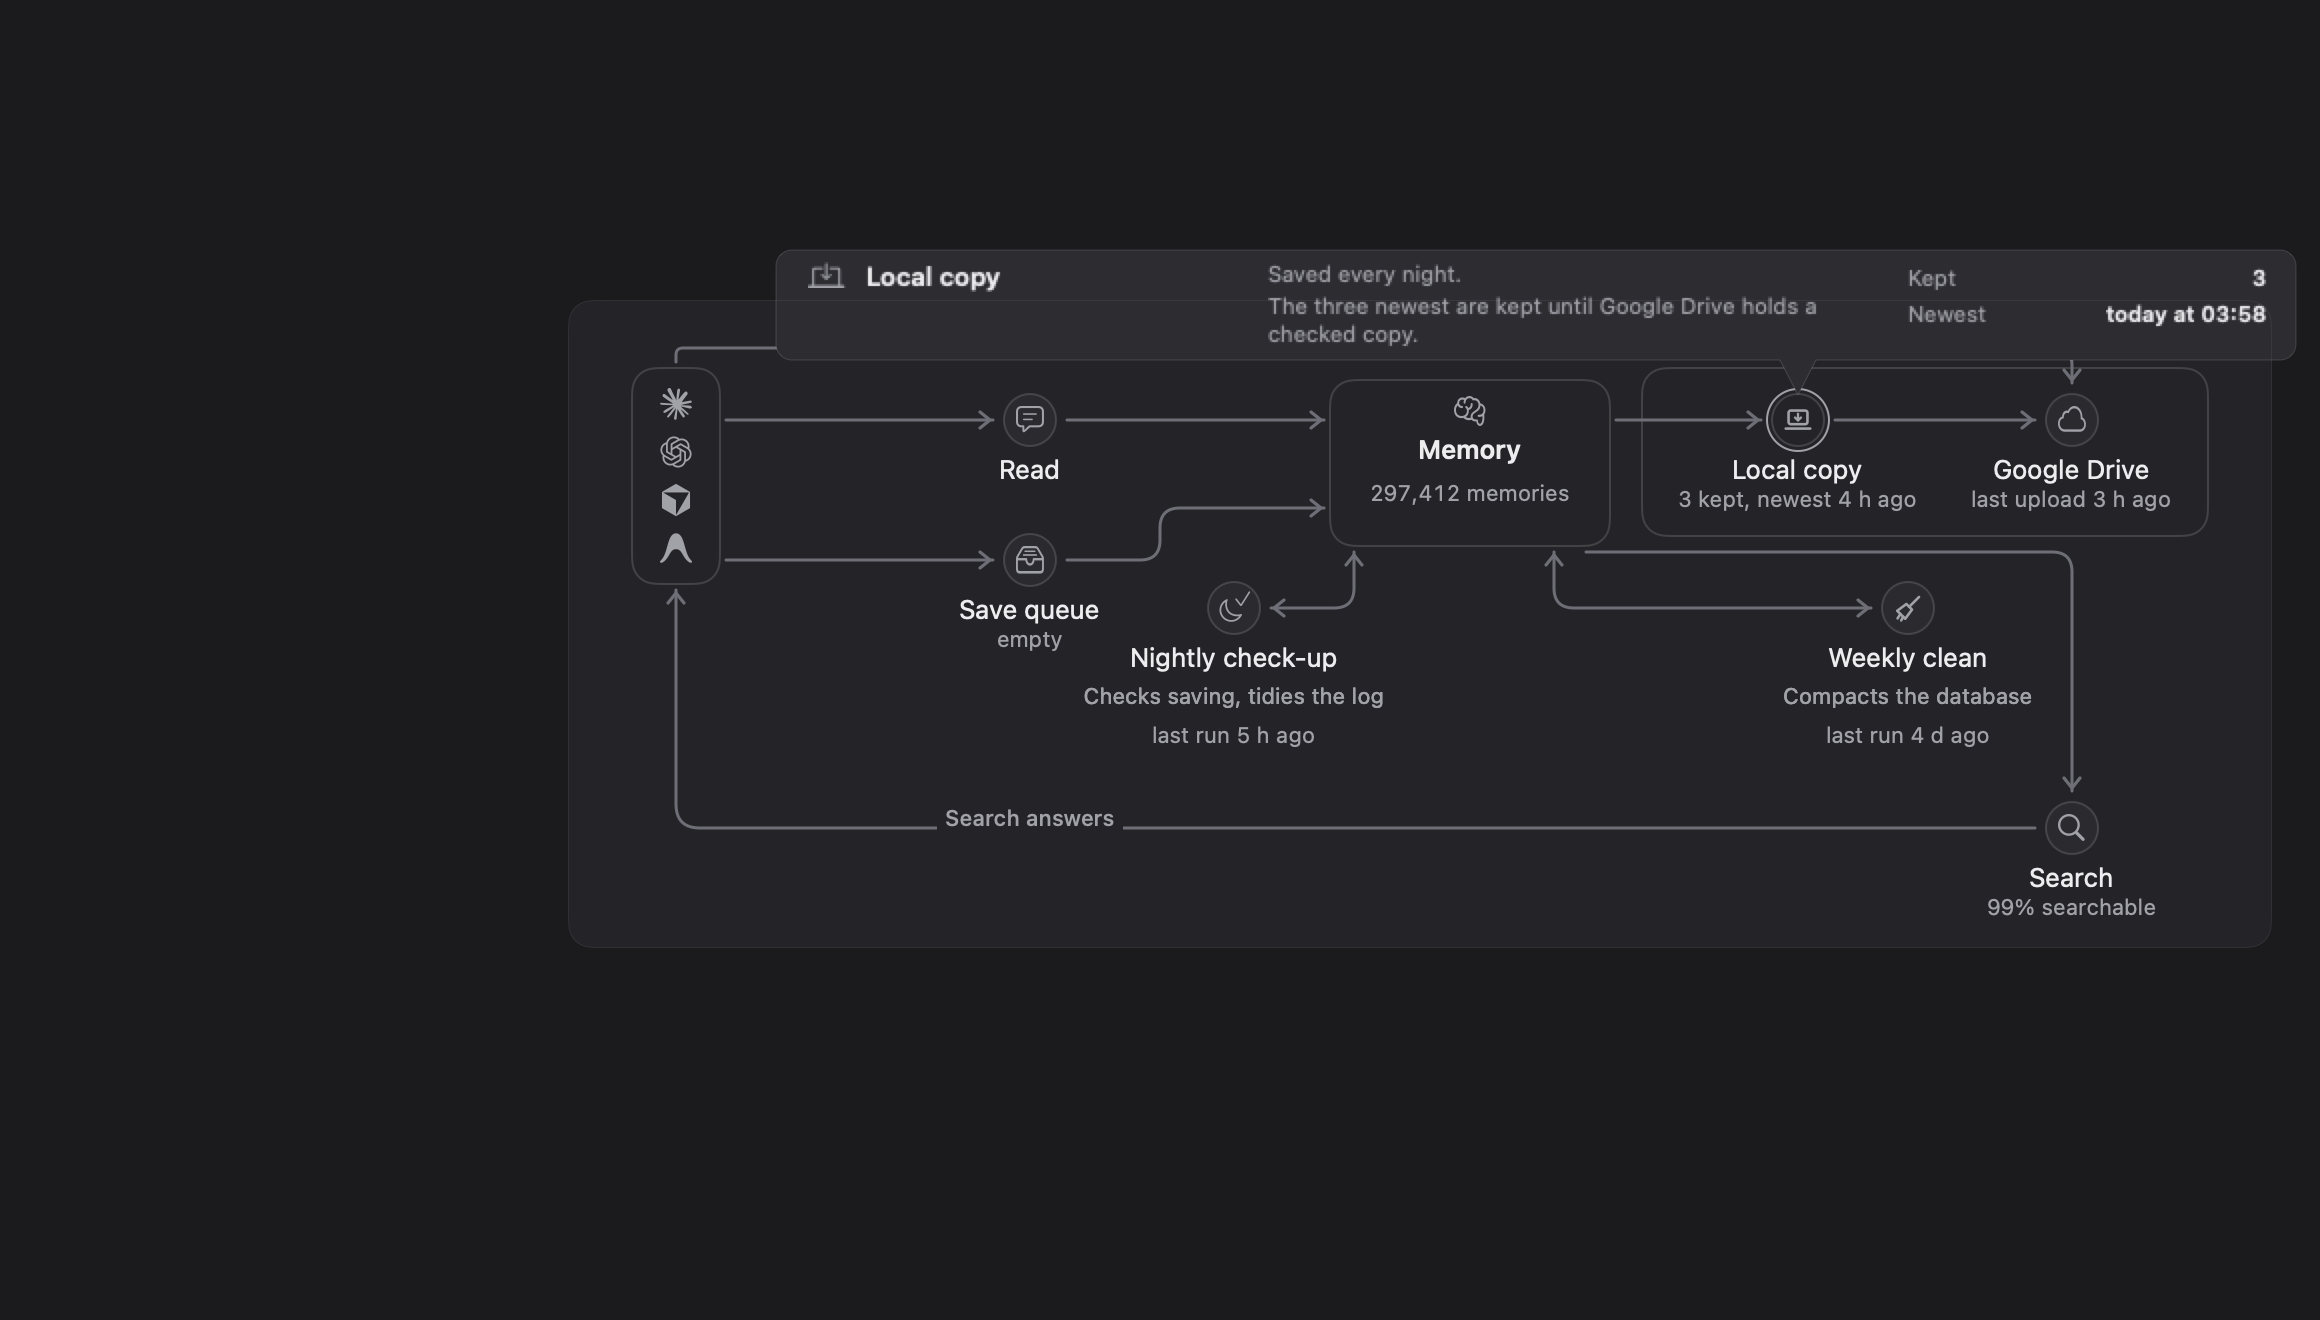 Local copy
Saved every night.
The three newest are kept until Google Drive holds a
checked copy.
Kept 3
Newest today at 03:58
Read
Memory
297,412 memories
Local copy
3 kept, newest 4 h ago
Google Drive
last upload 3 h ago
Save queue
empty
Nightly check-up
Checks saving, tidies the log
last run 5 h ago
Weekly clean
Compacts the database
last run 4 d ago
Search answers
Search
99% searchable